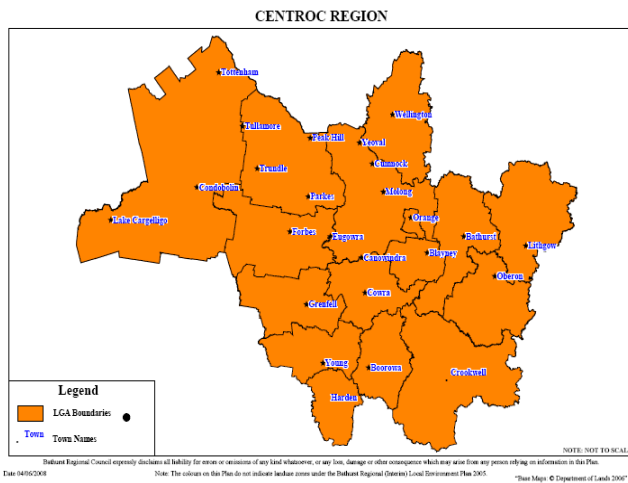 CENTROC REGION
Tottenham
Wellington
Tullamore
Peak Hill
Yeoval
Cumnock
Trundle
Condobolin
Molong
Parkes
Lake Cargelligo
Orange
Forbes
Eugowra
Bathurst
Lithgow
Canowindra
Blayney
Oberon
Cowra
Grenfell
Young
Boorowa
Crookwell
Harden
Legend
LGA Boundaries
Town
Town Names
NOTE: NOT TO SCAL
Bathurst Regional Council expressly disclaims all liability for errors or omissions of any kind whatsoever, or any loss, damage or other consequence which may arise from any person relying on information in this Plan.
Date 04/06/2008
Note: The colours on this Plan do not indicate landuse zones under the Bathurst Regional (Interim) Local Environment Plan 2005.
"Base Maps: © Department of Lands 2006"